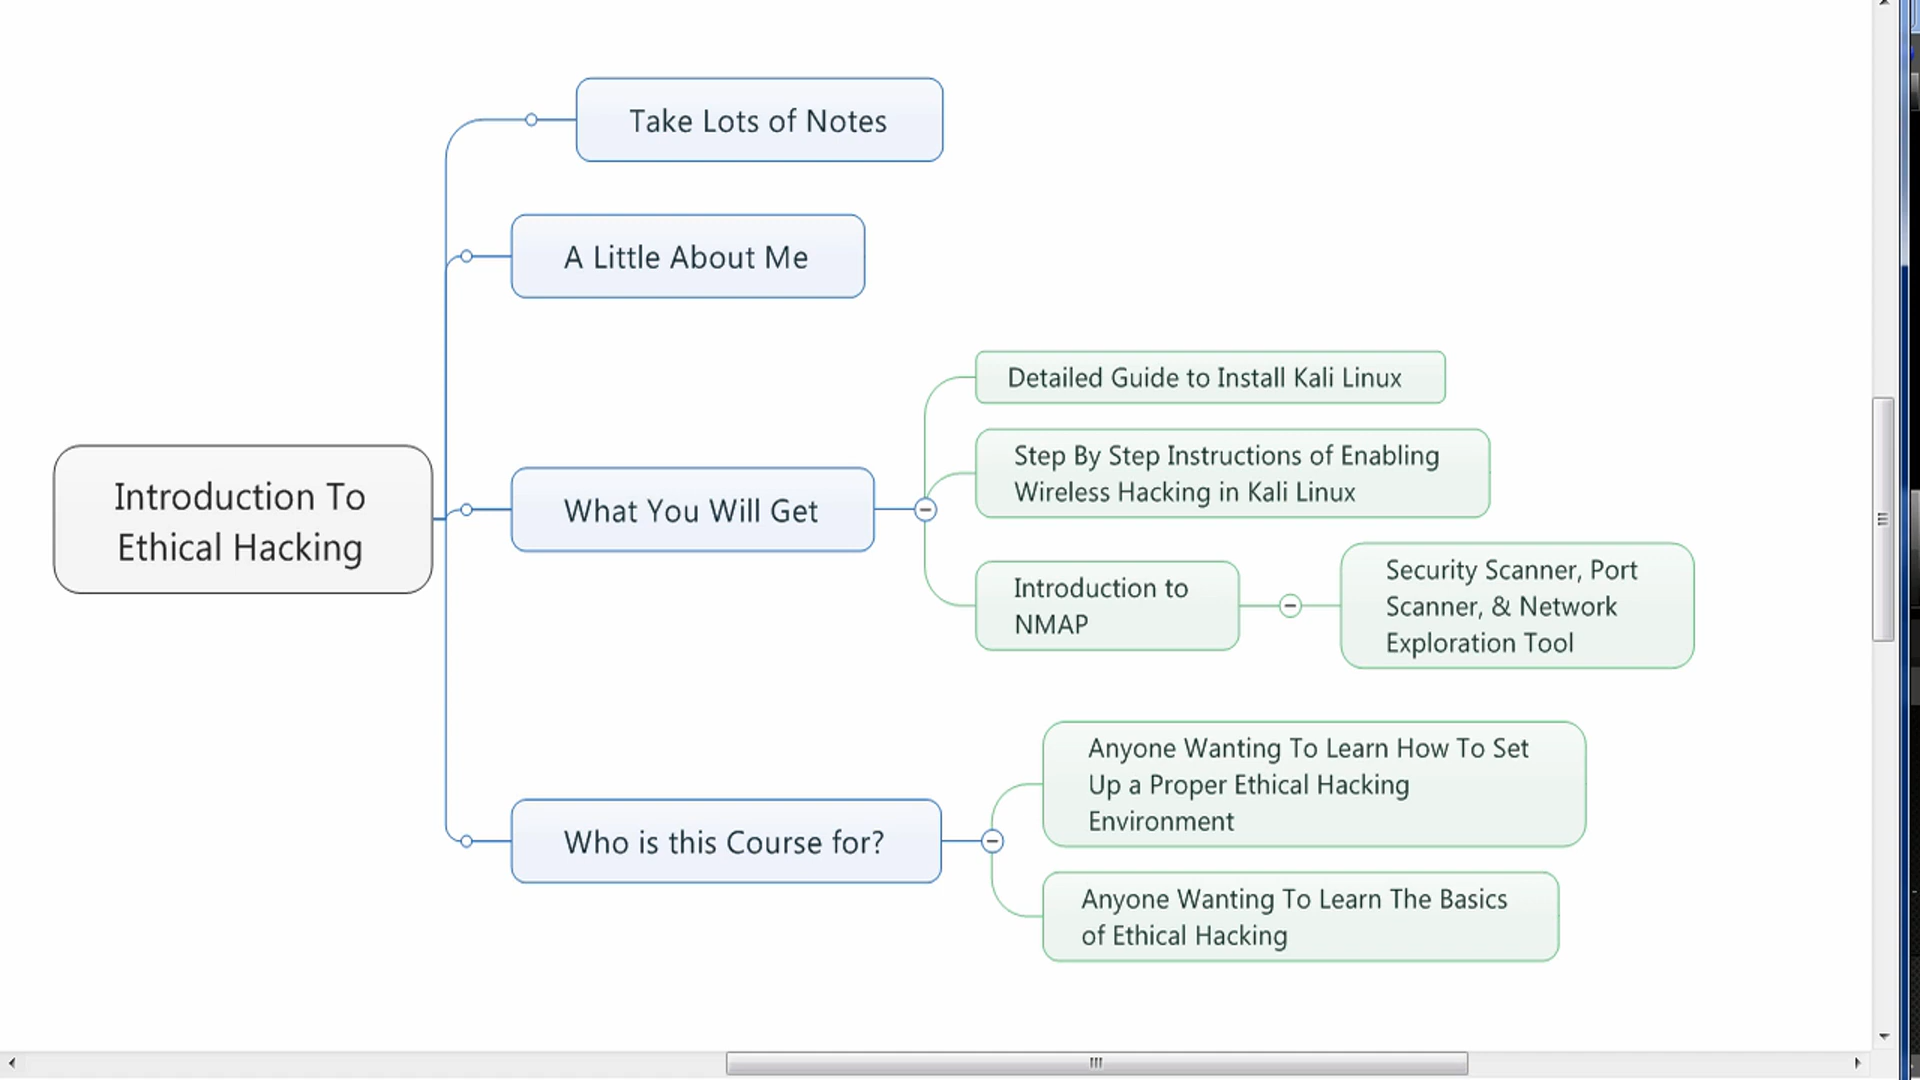 Take Lots of Notes
A Little About Me
Introduction To
Ethical Hacking
What You Will Get
Detailed Guide to Install Kali Linux
Step By Step Instructions of Enabling
Wireless Hacking in Kali Linux
Introduction to
NMAP
Security Scanner, Port
Scanner, & Network
Exploration Tool
Who is this Course for?
Anyone Wanting To Learn How To Set
Up a Proper Ethical Hacking
Environment
Anyone Wanting To Learn The Basics
of Ethical Hacking